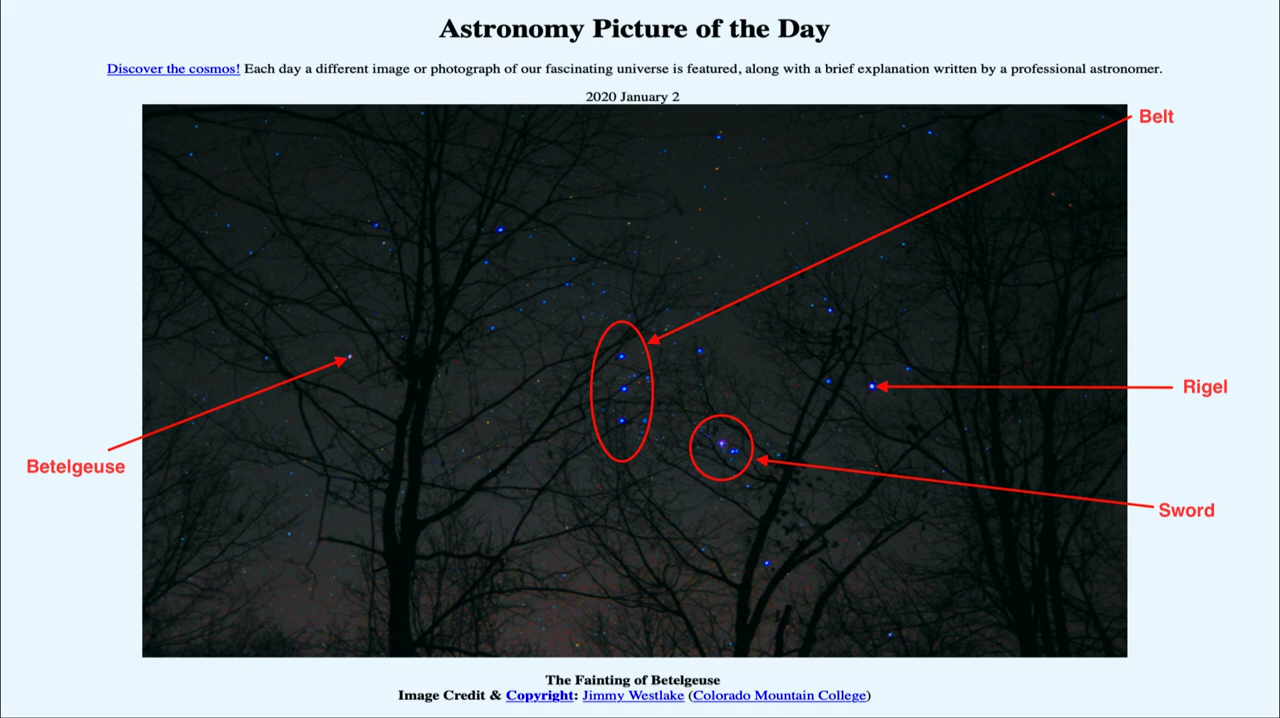 Astronomy Picture of the Day
Discover the cosmos! Each day a different image or photograph of our fascinating universe is featured, along with a brief explanation written by a professional astronomer.
2020 January 2
Belt
Rigel
Betelgeuse
Sword
The Fainting of Betelgeuse
Image Credit & Copyright: Jimmy Westlake (Colorado Mountain College)